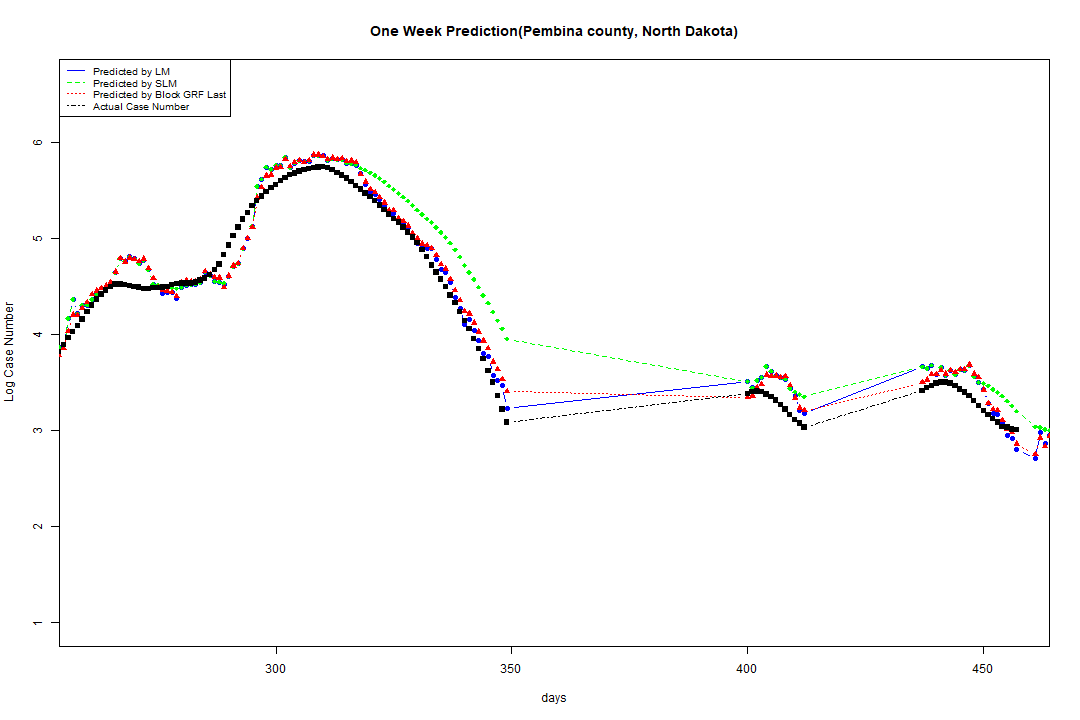 One Week Prediction(Pembina county, North Dakota)
Predicted by LM
Predicted by SLM
Predicted by Block GRF Last
Actual Case Number
Log Case Number
6
5
4
3
2
1
300 350 400 450
days